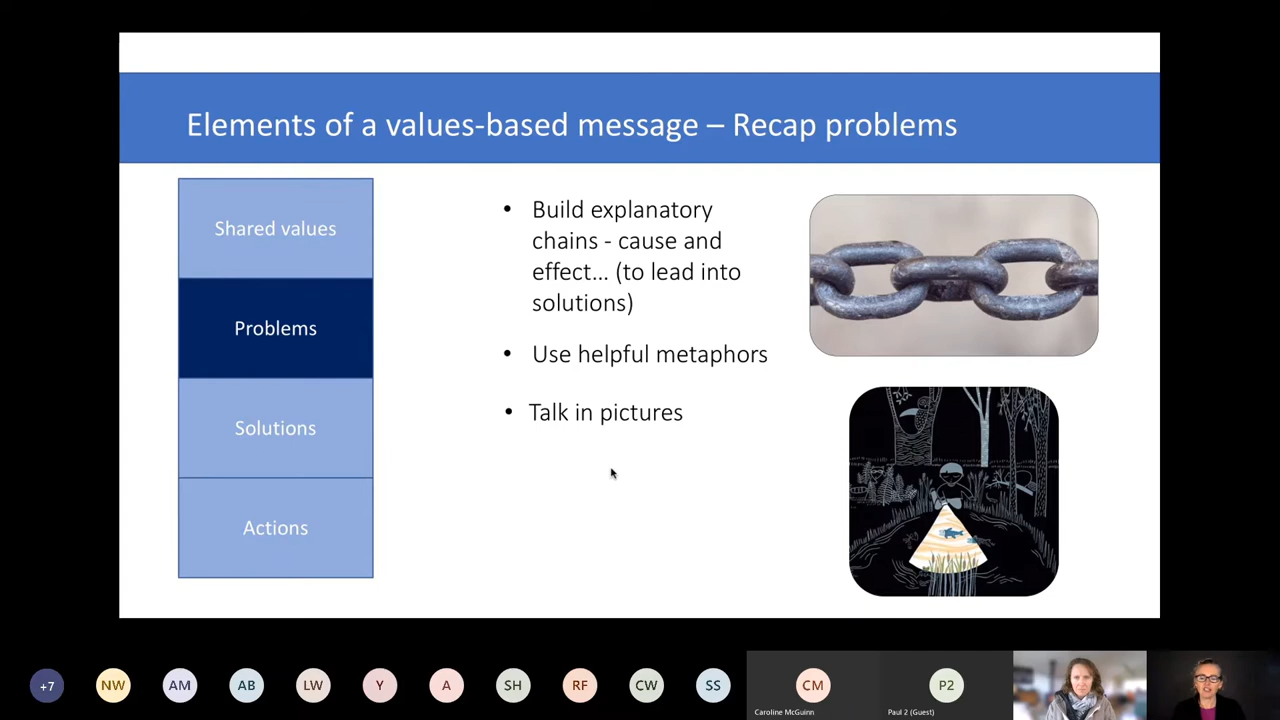 Elements of a values-based message – Recap problems
Shared values
Problems
Solutions
Actions
• Build explanatory
chains - cause and
effect... (to lead into
solutions)
• Use helpful metaphors
• Talk in pictures
+7
NW
AM
AB
LW
Y
A
SH
RF
CW
SS
CM
Caroline McGuinn
P2
Paul 2 (Guest)